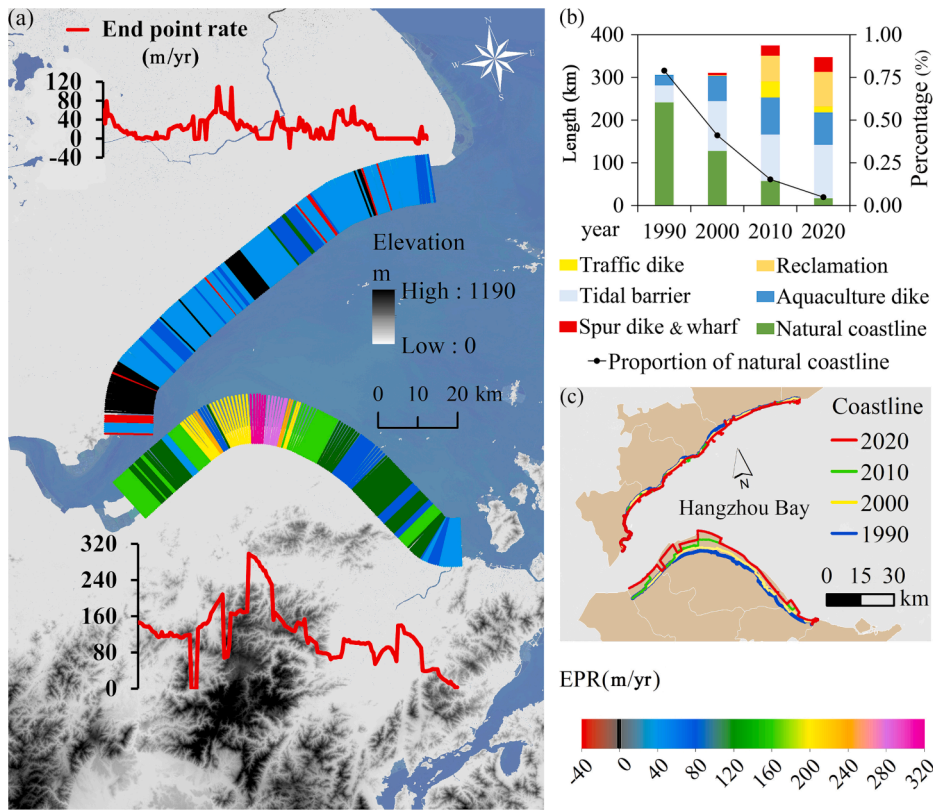 (a)
End point rate
(m/yr)
120
80
40
0
-40
N
W
E
S
Elevation
m
High : 1190
Low : 0
0 10 20 km
320
240
160
80
0
(b)
Length (km)
400
300
200
100
0
1.00
0.75
0.50
0.25
0.00
Percentage (%)
year 1990 2000 2010 2020
Traffic dike Reclamation
Tidal barrier Aquaculture dike
Spur dike & wharf Natural coastline
Proportion of natural coastline
(c)
Coastline
2020
2010
2000
1990
N
Hangzhou Bay
0 15 30
km
EPR(m/yr)
-40 0 40 80 120 160 200 240 280 320